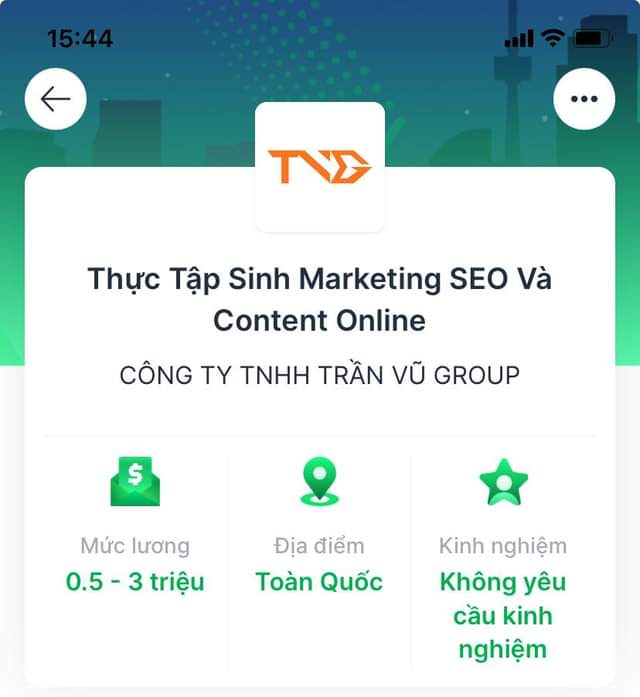 15:44
TVG
Thực Tập Sinh Marketing SEO Và
Content Online
CÔNG TY TNHH TRẦN VŨ GROUP
$
Mức lương
0.5 - 3 triệu
Địa điểm
Toàn Quốc
Kinh nghiệm
Không yêu
cầu kinh
nghiệm